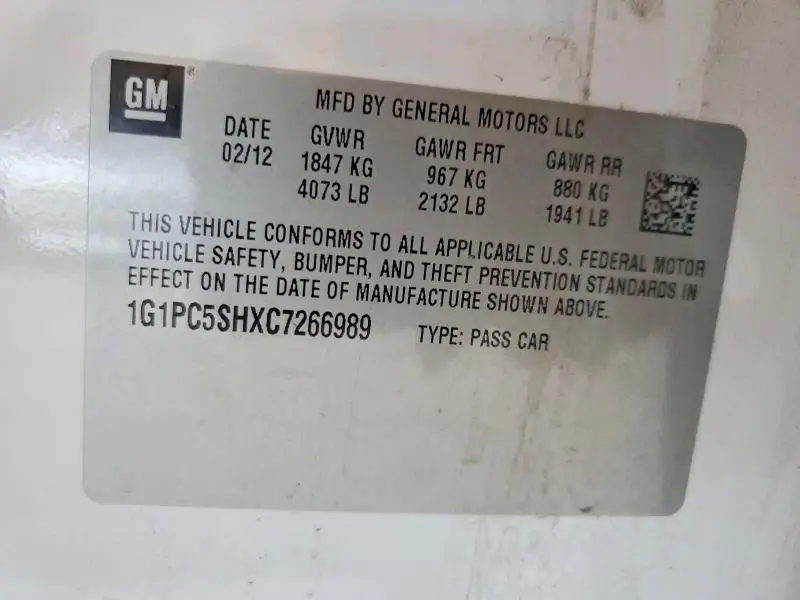 GM®
MFD BY GENERAL MOTORS LLC
DATE GVWR GAWR FRT GAWR RR
02/12 1847 KG 967 KG 880 KG
4073 LB 2132 LB 1941 LB
THIS VEHICLE CONFORMS TO ALL APPLICABLE U.S. FEDERAL MOTOR
VEHICLE SAFETY, BUMPER, AND THEFT PREVENTION STANDARDS IN
EFFECT ON THE DATE OF MANUFACTURE SHOWN ABOVE.
1G1PC5SHXC7266989 TYPE: PASS CAR